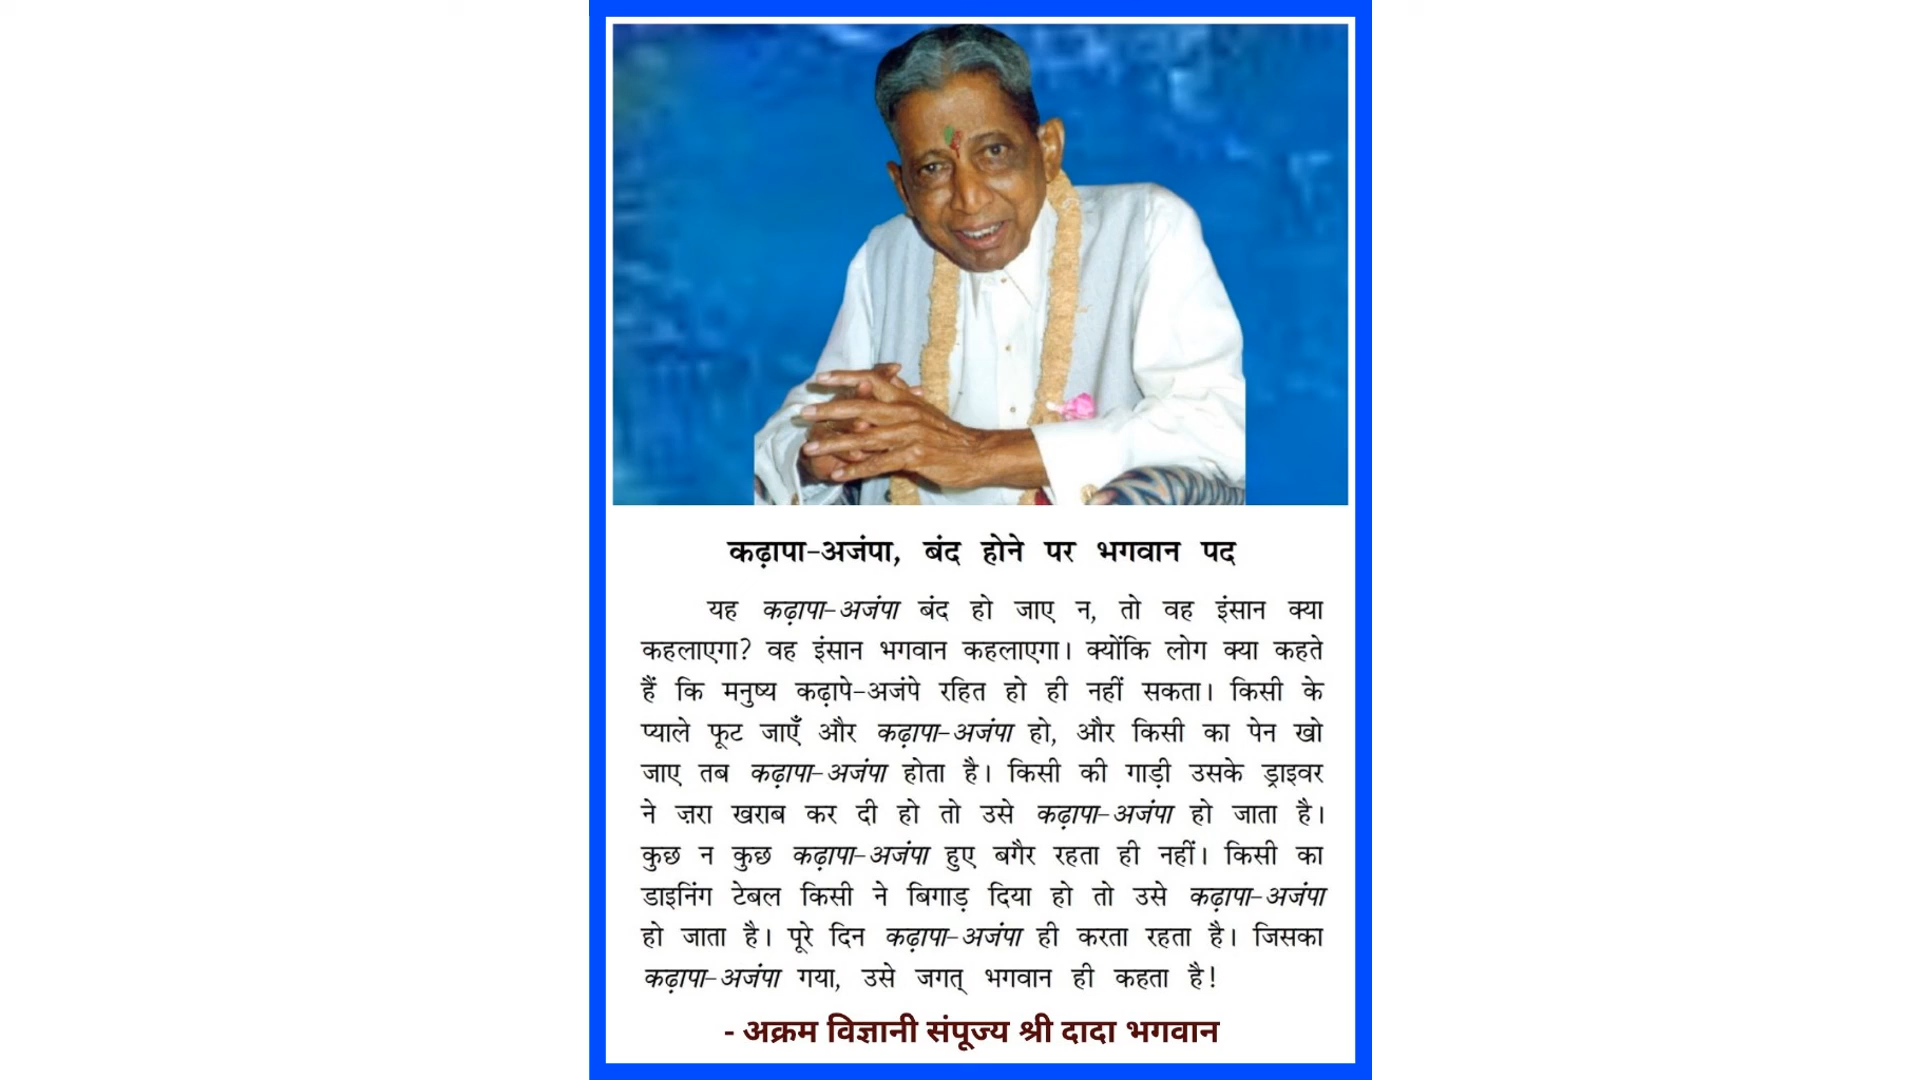 कढ़ापा-अजंपा, बंद होने पर भगवान पद
यह कढ़ापा-अजंपा बंद हो जाए न, तो वह इंसान क्या
कहलाएगा? वह इंसान भगवान कहलाएगा। क्योंकि लोग क्या कहते
हैं कि मनुष्य कढ़ापे-अजंपे रहित हो ही नहीं सकता। किसी के
प्याले फूट जाएँ और कढ़ापा-अजंपा हो, और किसी का पेन खो
जाए तब कढ़ापा-अजंपा होता है। किसी की गाड़ी उसके ड्राइवर
ने ज़रा खराब कर दी हो तो उसे कढ़ापा-अजंपा हो जाता है।
कुछ न कुछ कढ़ापा-अजंपा हुए बगैर रहता ही नहीं। किसी का
डाइनिंग टेबल किसी ने बिगाड़ दिया हो तो उसे कढ़ापा-अजंपा
हो जाता है। पूरे दिन कढ़ापा-अजंपा ही करता रहता है। जिसका
कढ़ापा-अजंपा गया, उसे जगत् भगवान ही कहता है!
- अक्रम विज्ञानी संपूज्य श्री दादा भगवान